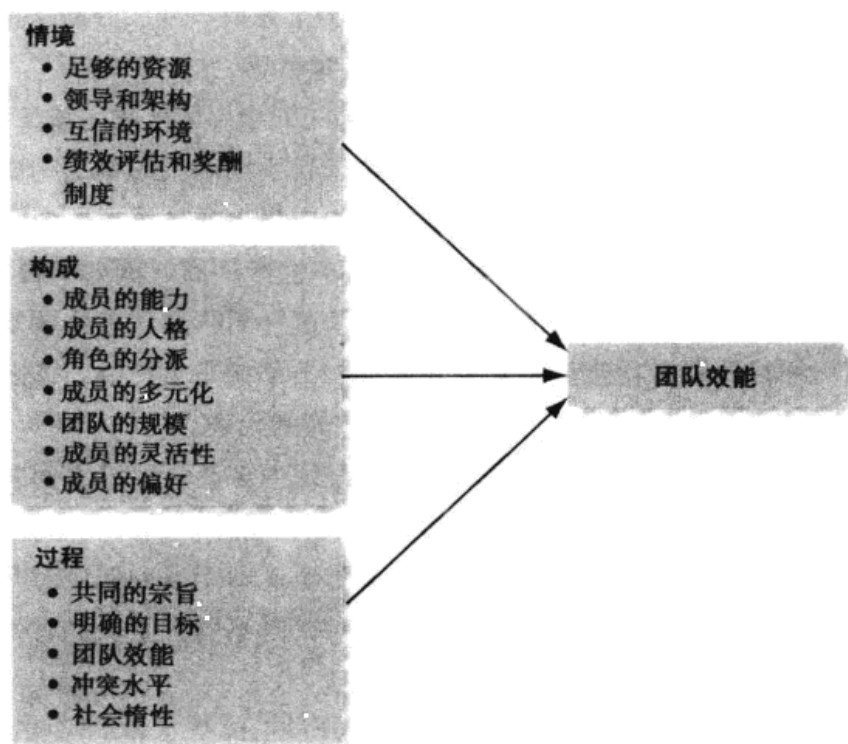 情境
• 足够的资源
• 领导和架构
• 互信的环境
• 绩效评估和奖酬
制度
构成
• 成员的能力
• 成员的人格
• 角色的分派
• 成员的多元化
• 团队的规模
• 成员的灵活性
• 成员的偏好
团队效能
过程
• 共同的宗旨
• 明确的目标
• 团队效能
• 冲突水平
• 社会惰性